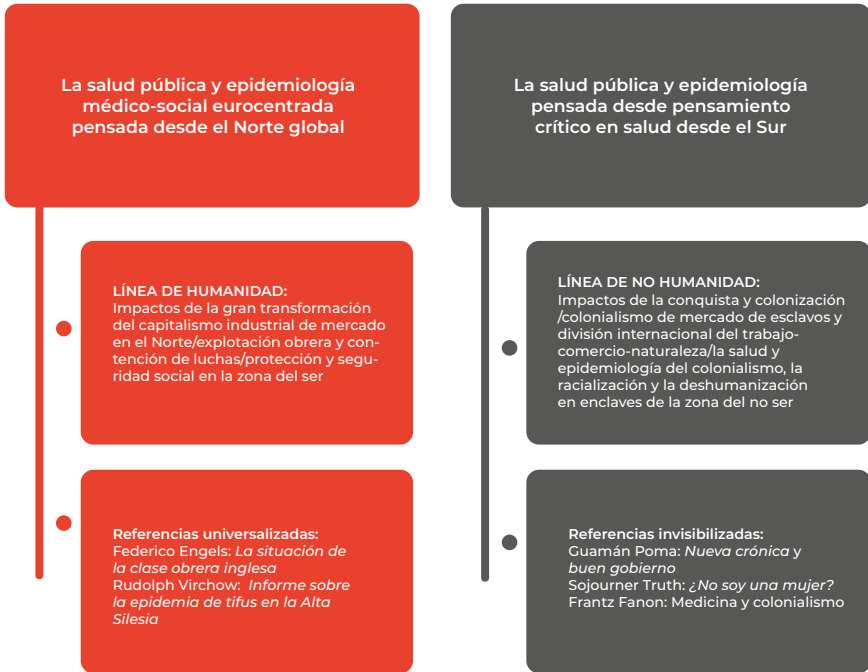 La salud pública y epidemiología
médico-social eurocentrada
pensada desde el Norte global
LÍNEA DE HUMANIDAD:
Impactos de la gran transformación
del capitalismo industrial de mercado
en el Norte/explotación obrera y con-
tención de luchas/protección y segu-
ridad social en la zona del ser
Referencias universalizadas:
Federico Engels: La situación de
la clase obrera inglesa
Rudolph Virchow: Informe sobre
la epidemia de tifus en la Alta
Silesia
La salud pública y epidemiología
pensada desde pensamiento
crítico en salud desde el Sur
LÍNEA DE NO HUMANIDAD:
Impactos de la conquista y colonización
/colonialismo de mercado de esclavos y
división internacional del trabajo-
comercio-naturaleza/la salud y
epidemiología del colonialismo, la
racialización y la deshumanización
en enclaves de la zona del no ser
Referencias invisibilizadas:
Guamán Poma: Nueva crónica y
buen gobierno
Sojourner Truth: ¿No soy una mujer?
Frantz Fanon: Medicina y colonialismo